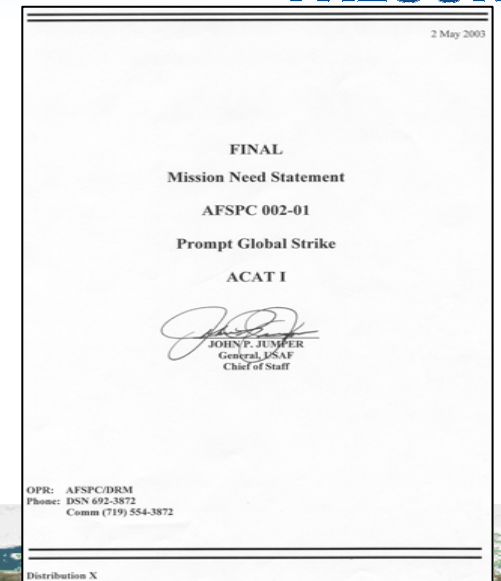 2 May 2003
FINAL
Mission Need Statement
AFSPC 002-01
Prompt Global Strike
ACAT I
JOHN P. JUMPER
General, USAF
Chief of Staff
OPR: AFSPC/DRM
Phone: DSN 692-3872
Comm (719) 554-3872
Distribution X